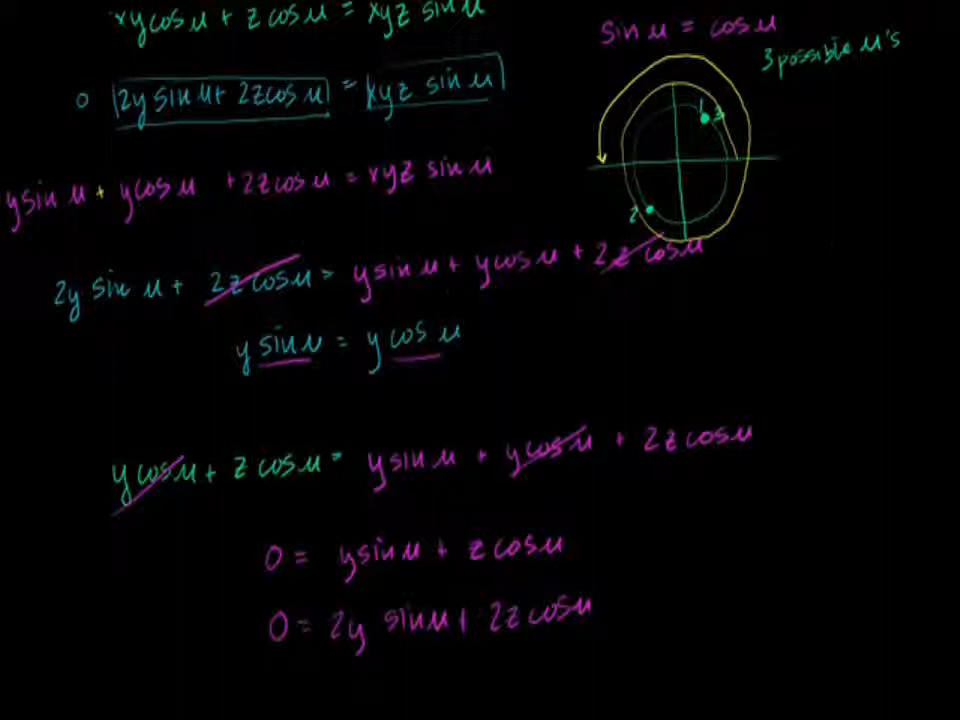 xy cos μ + z cos μ = xyz sin μ
sin μ = cos μ
3 possible μ's
0 2y sin μ + 2z cos μ = xyz sin μ
1 3
2
y sin μ + y cos μ + 2z cos μ = xyz sin μ
2y sin μ + 2z cos μ = y sin μ + y cos μ + 2z cos μ
y sin μ = y cos μ
y cos μ + z cos μ = y sin μ + y cos μ + 2z cos μ
0 = y sin μ + z cos μ
0 = 2y sin μ + 2z cos μ